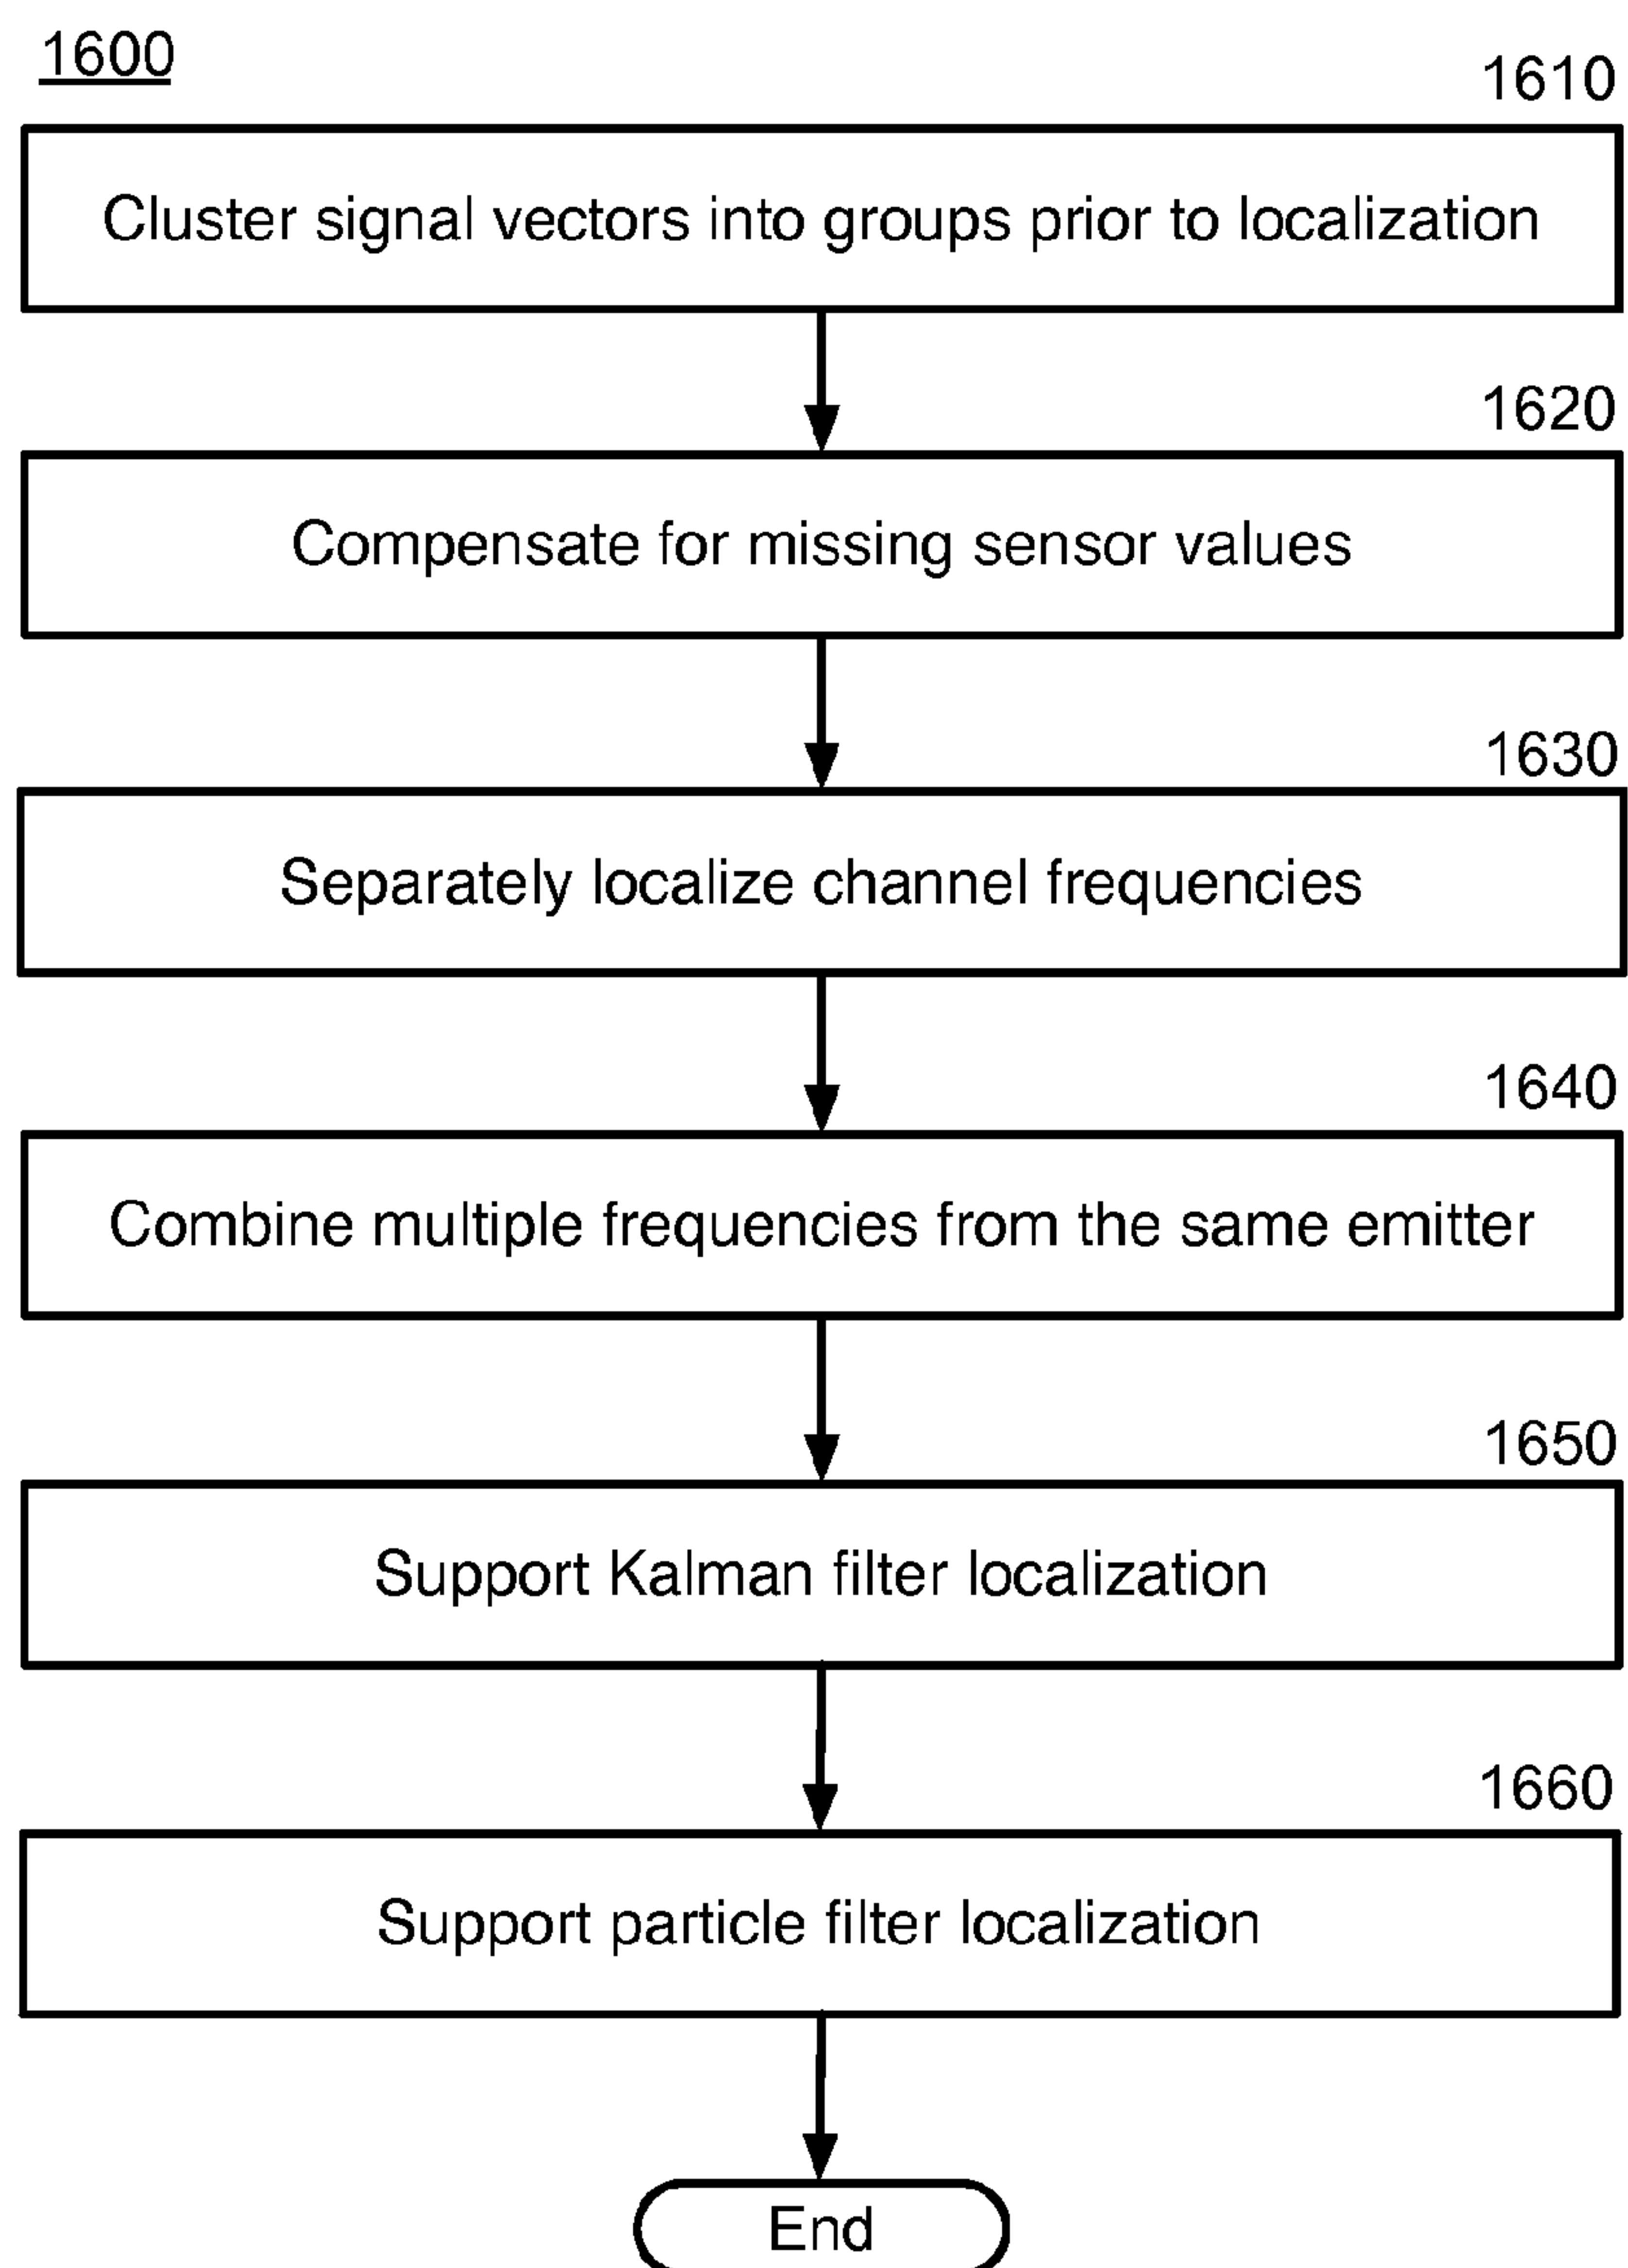 1600
1610
Cluster signal vectors into groups prior to localization
1620
Compensate for missing sensor values
1630
Separately localize channel frequencies
1640
Combine multiple frequencies from the same emitter
1650
Support Kalman filter localization
1660
Support particle filter localization
End